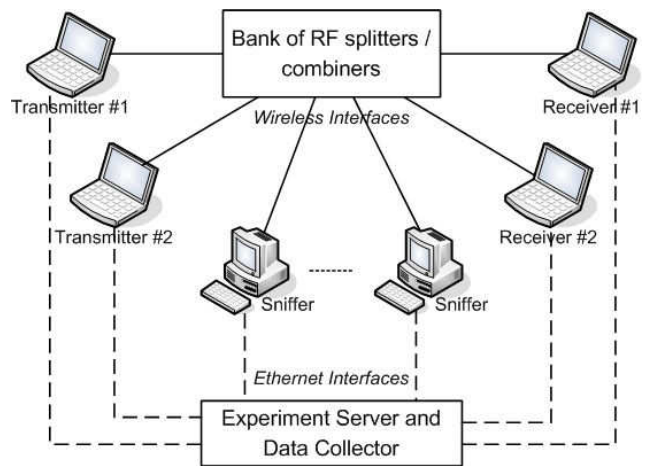 Bank of RF splitters /
combiners
Transmitter #1
Receiver #1
Wireless Interfaces
Transmitter #2
Receiver #2
Sniffer
Sniffer
Ethernet Interfaces
Experiment Server and
Data Collector